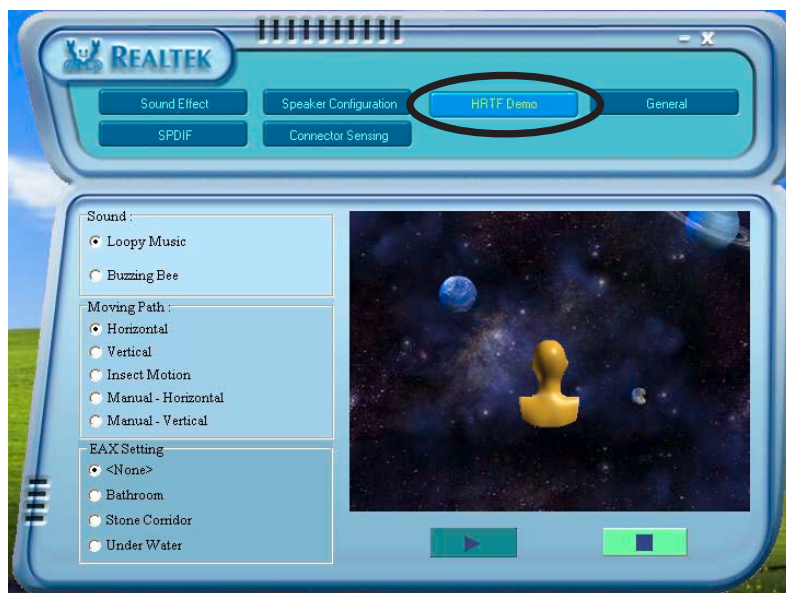 REALTEK
- X
Sound Effect
Speaker Configuration
HRTF Demo
General
SPDIF
Connector Sensing
Sound :
Loopy Music
Buzzing Bee
Moving Path :
Horizontal
Vertical
Insect Motion
Manual - Horizontal
Manual - Vertical
EAX Setting
<None>
Bathroom
Stone Corridor
Under Water